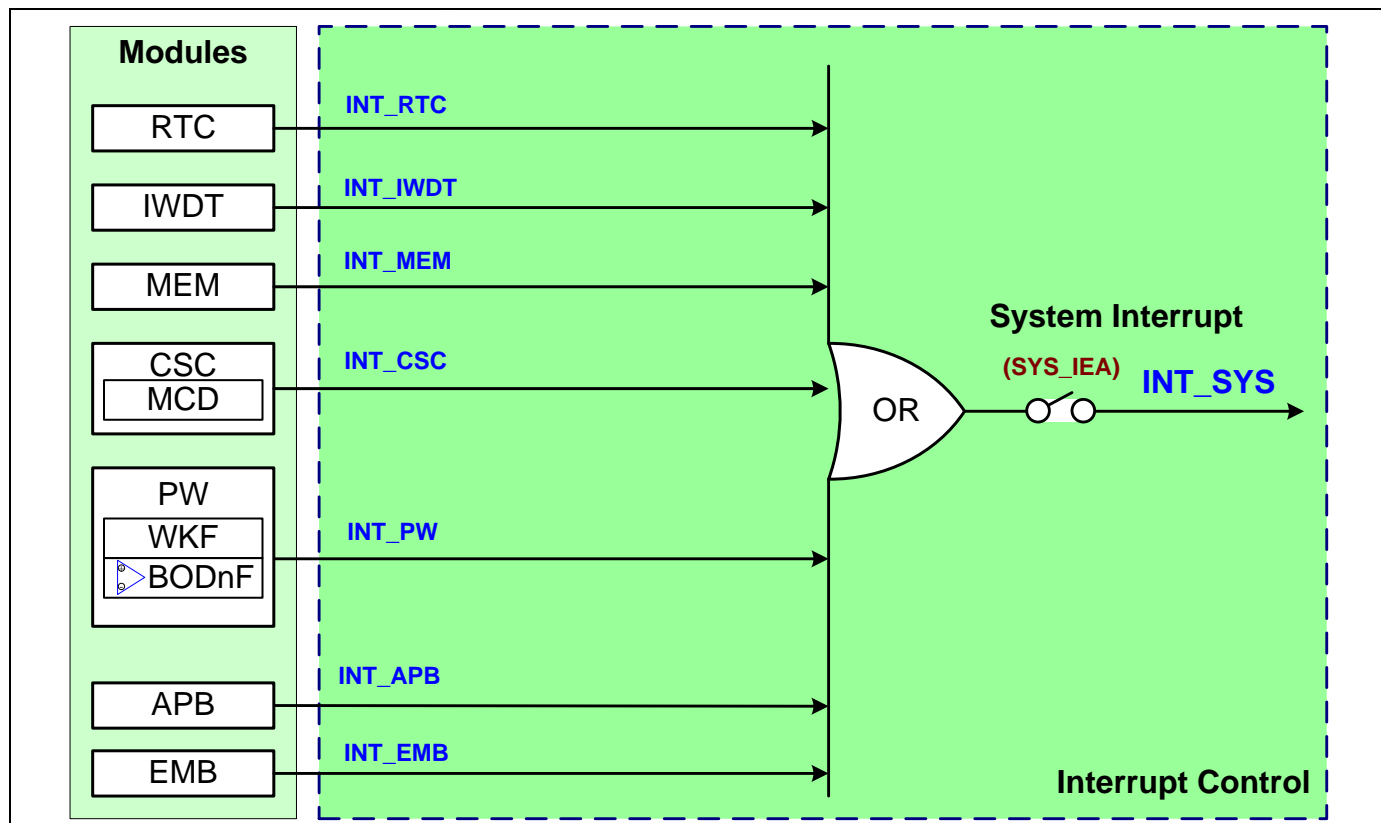 Modules
RTC
INT_RTC
IWDT
INT_IWDT
MEM
INT_MEM
CSC
MCD
INT_CSC
OR
System Interrupt
(SYS_IEA)
INT_SYS
PW
WKF
BODnF
INT_PW
APB
INT_APB
EMB
INT_EMB
Interrupt Control